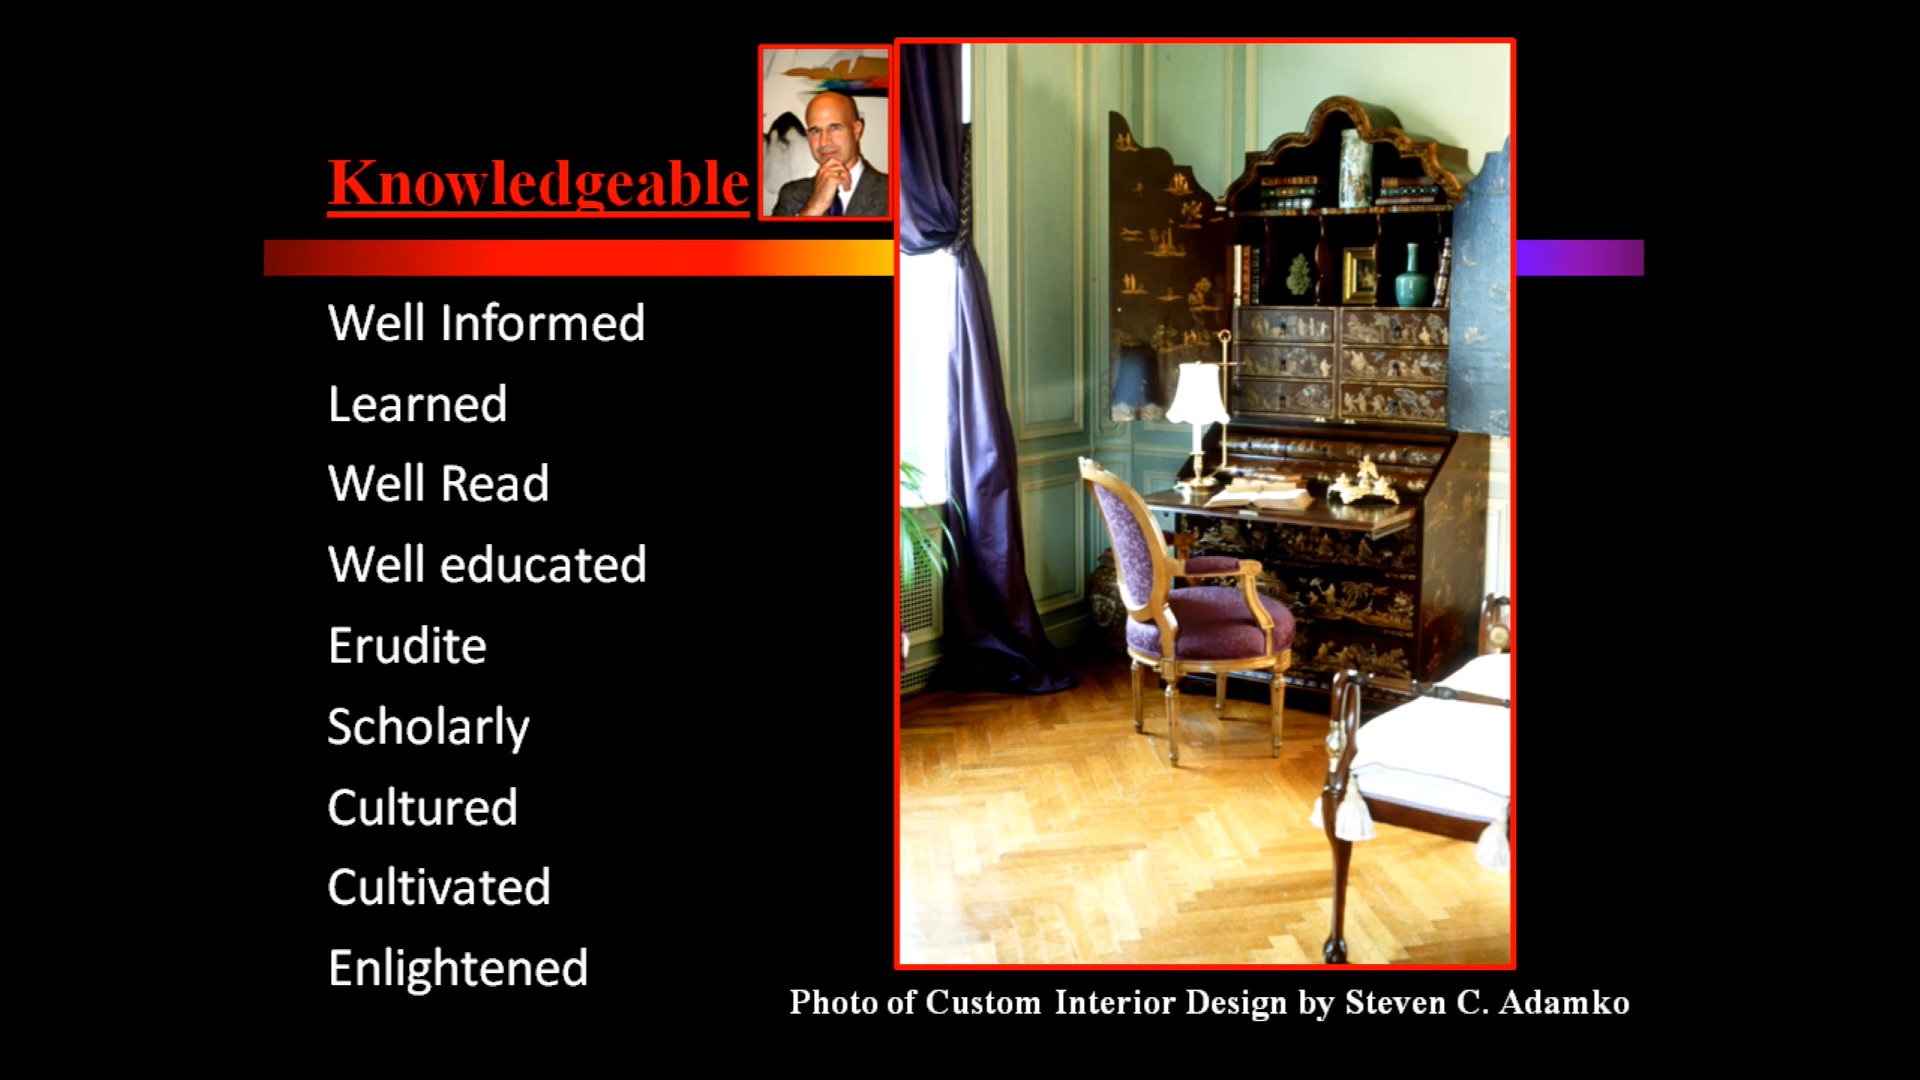 Knowledgeable
Well Informed
Learned
Well Read
Well educated
Erudite
Scholarly
Cultured
Cultivated
Enlightened
Photo of Custom Interior Design by Steven C. Adamko